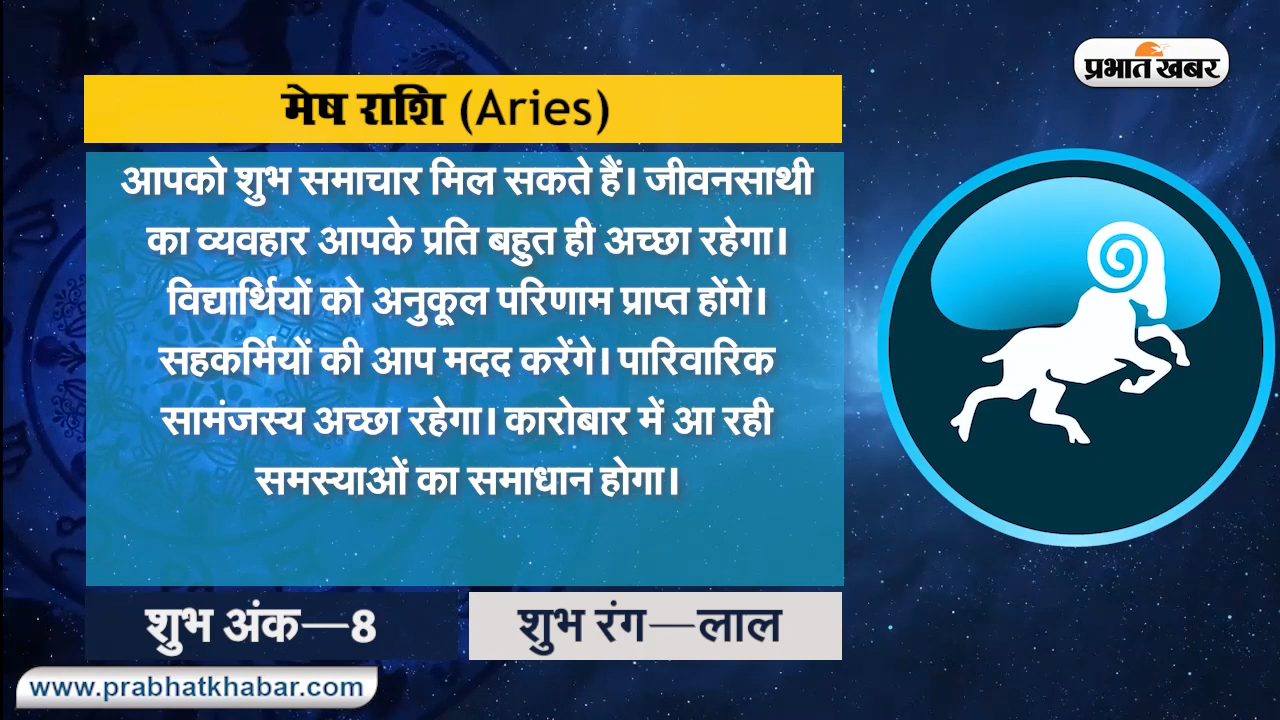 प्रभात खबर
मेष राशि (Aries)
आपको शुभ समाचार मिल सकते हैं। जीवनसाथी
का व्यवहार आपके प्रति बहुत ही अच्छा रहेगा।
विद्यार्थियों को अनुकूल परिणाम प्राप्त होंगे।
सहकर्मियों की आप मदद करेंगे। पारिवारिक
सामंजस्य अच्छा रहेगा। कारोबार में आ रही
समस्याओं का समाधान होगा।
शुभ अंक—8
शुभ रंग—लाल
www.prabhatkhabar.com